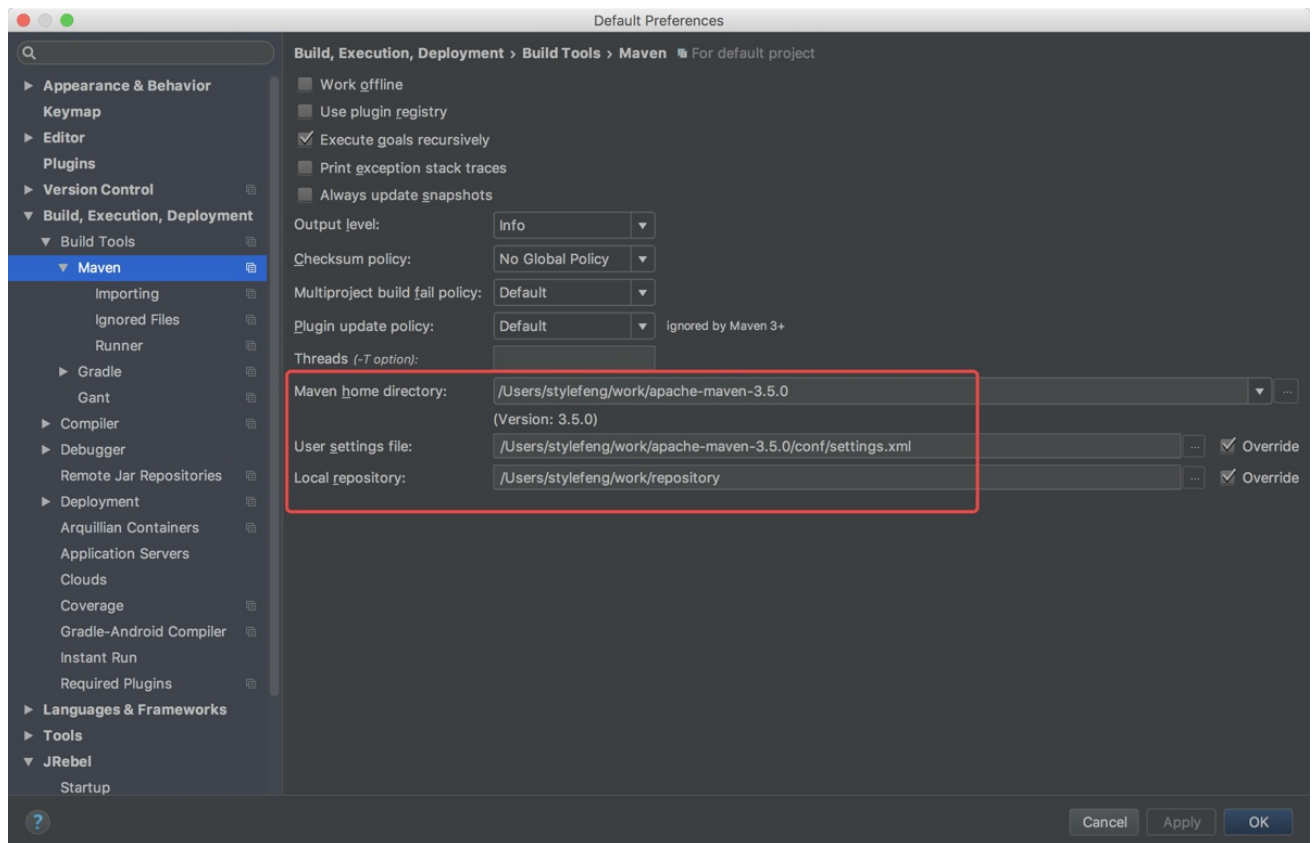 Default Preferences
Appearance & Behavior
Keymap
Editor
Plugins
Version Control
Build, Execution, Deployment
Build Tools
Maven
Importing
Ignored Files
Runner
Gradle
Gant
Compiler
Debugger
Remote Jar Repositories
Deployment
Arquillian Containers
Application Servers
Clouds
Coverage
Gradle-Android Compiler
Instant Run
Required Plugins
Languages & Frameworks
Tools
JRebel
Startup
Build, Execution, Deployment › Build Tools › Maven For default project
Work offline
Use plugin registry
Execute goals recursively
Print exception stack traces
Always update snapshots
Output level: Info
Checksum policy: No Global Policy
Multiproject build fail policy: Default
Plugin update policy: Default ignored by Maven 3+
Threads (-T option):
Maven home directory: /Users/stylefeng/work/apache-maven-3.5.0 ...
(Version: 3.5.0)
User settings file: /Users/stylefeng/work/apache-maven-3.5.0/conf/settings.xml ... Override
Local repository: /Users/stylefeng/work/repository ... Override
? Cancel Apply OK